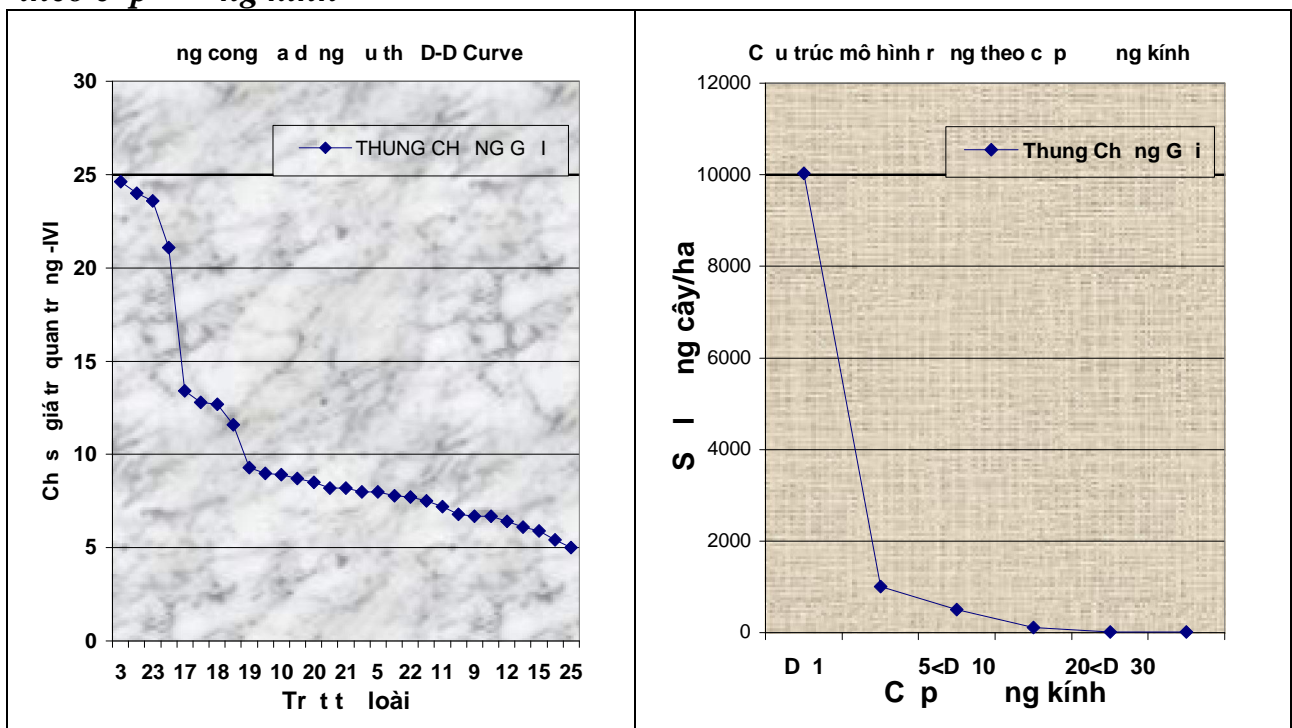 ng kính
ng cong a d ng u th D-D Curve
30
25
20
15
10
5
0
THUNG CH NG G I
Ch s giá tr quan tr ng -IVI
3 23 17 18 19 10 20 21 5 22 11 9 12 15 25
Tr t t loài
C u trúc mô hình r ng theo c p ng kính
12000
10000
8000
6000
4000
2000
0
Thung Ch ng G i
S l ng cây/ha
D 1 5<D 10 20<D 30
C p ng kính